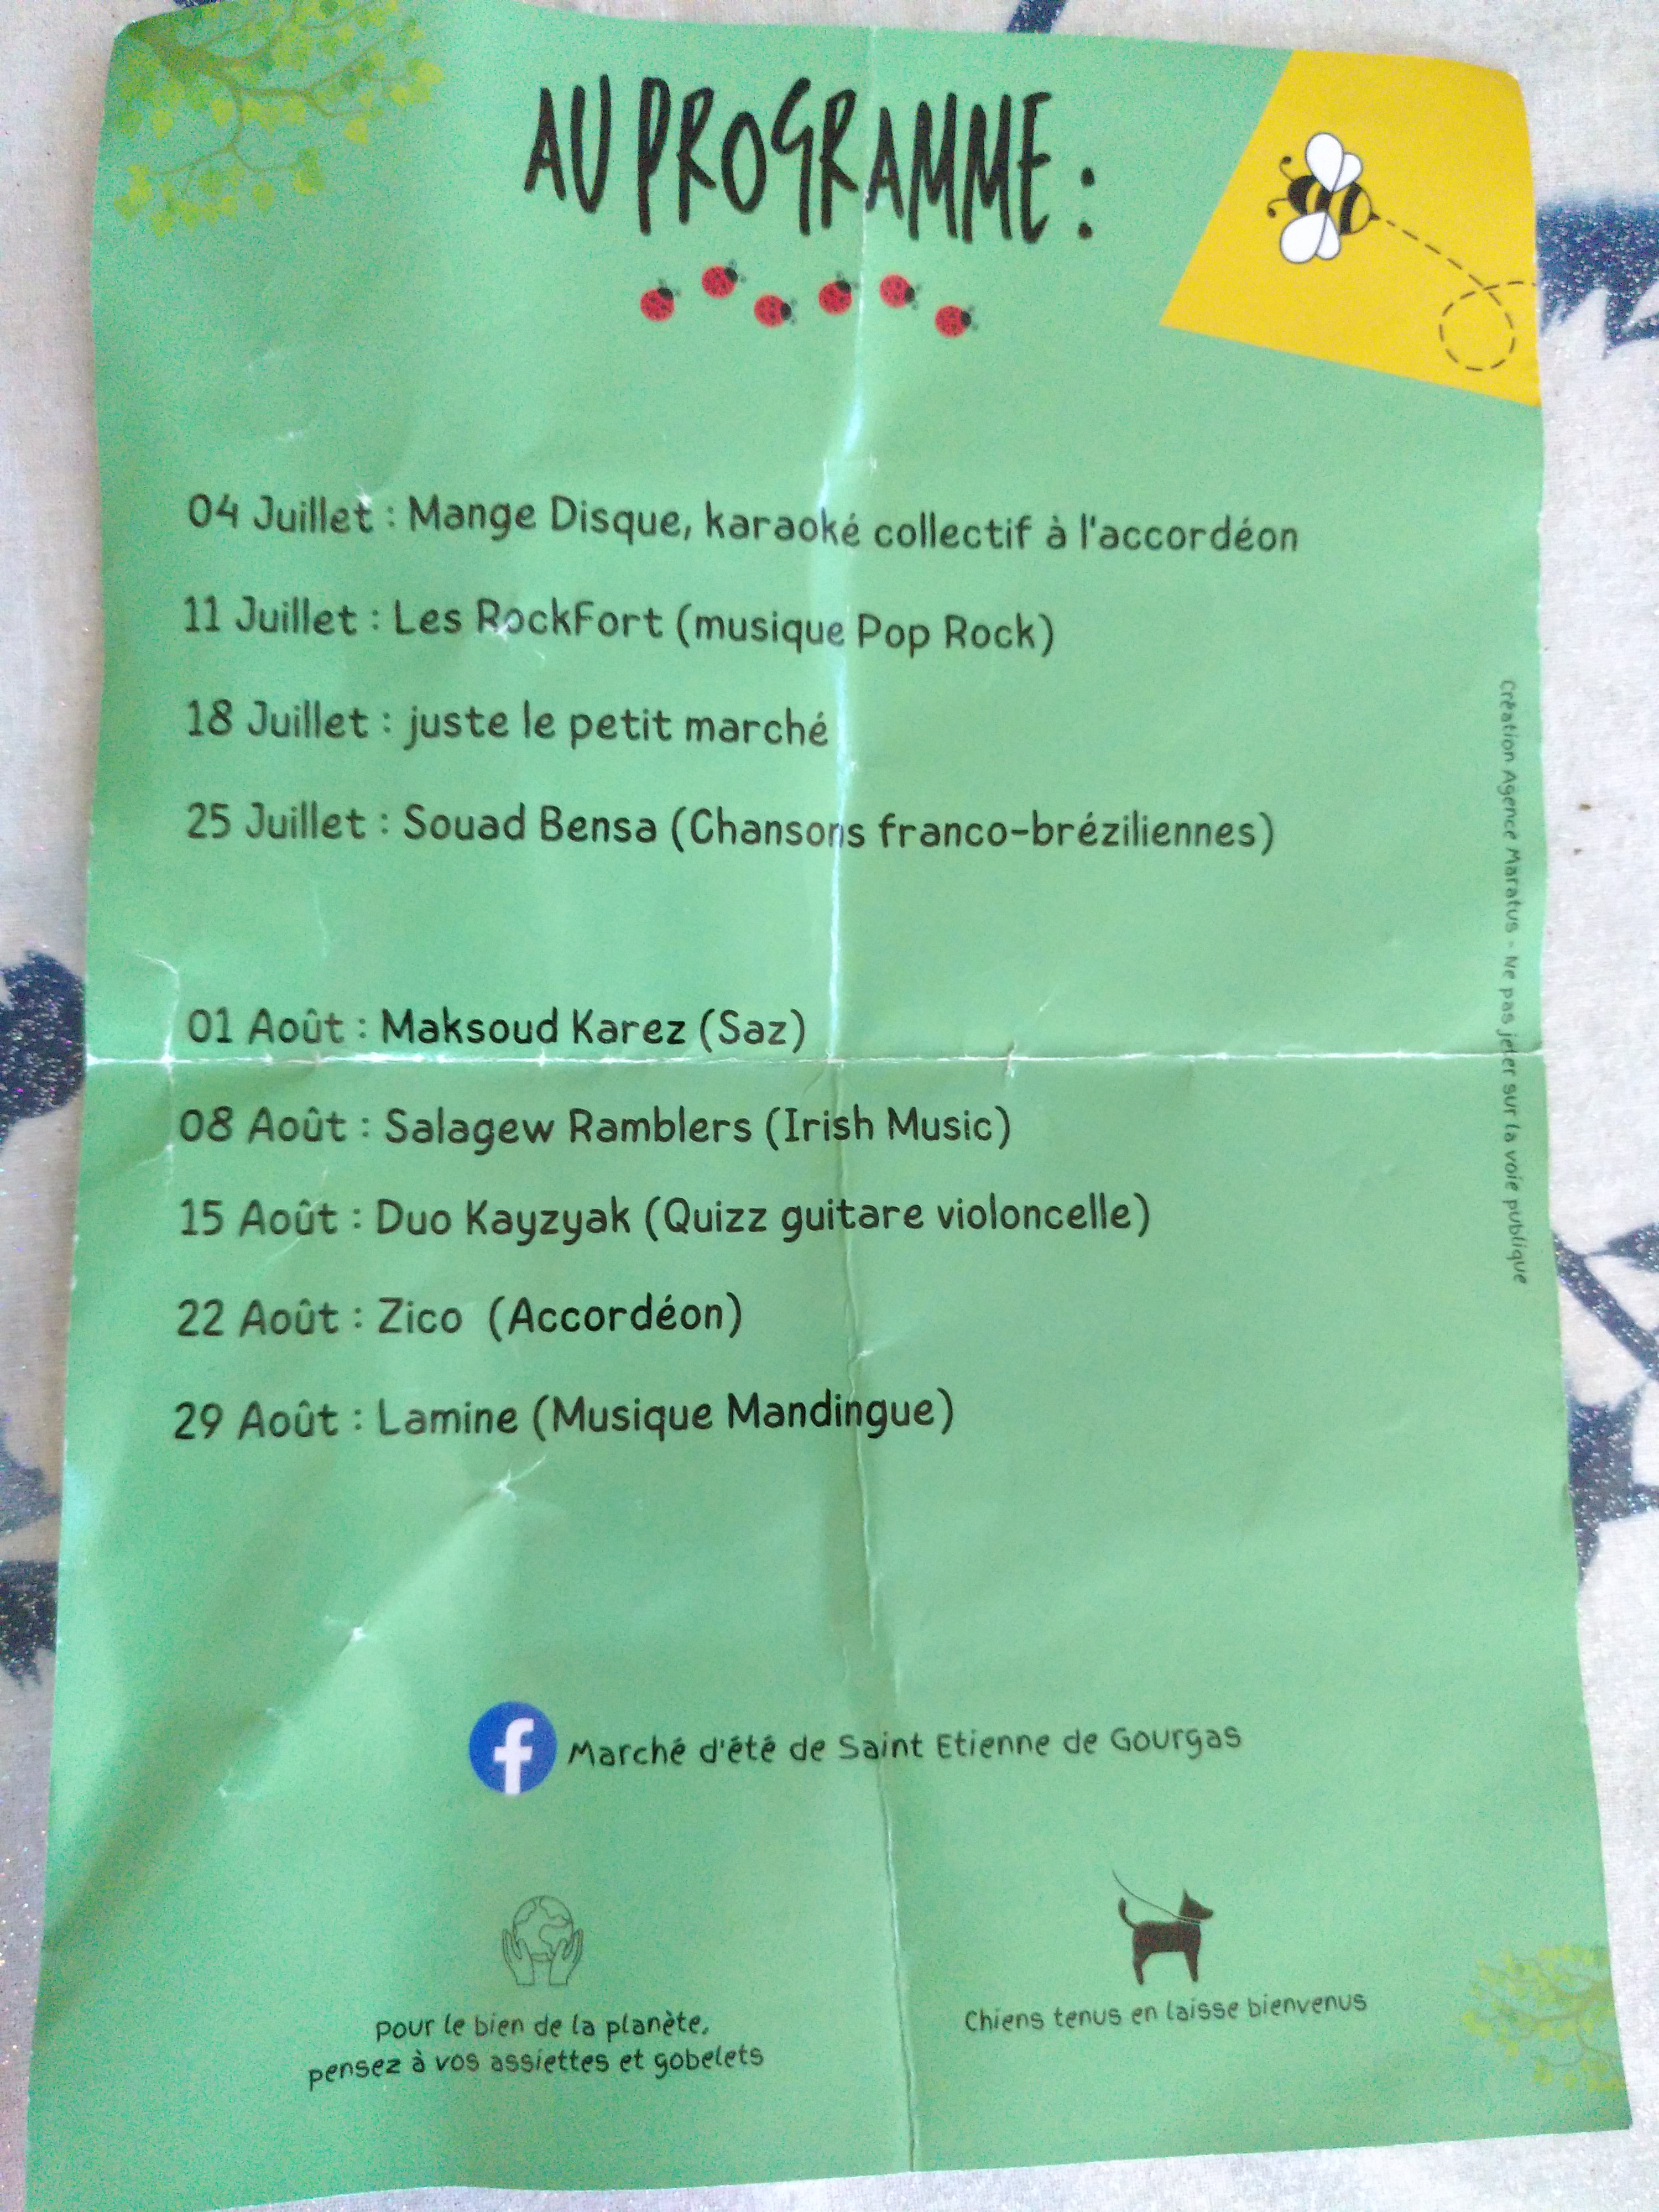 AU PROGRAMME :
04 Juillet : Mange Disque, karaoké collectif à l'accordéon
11 Juillet : Les RockFort (musique Pop Rock)
18 Juillet : juste le petit marché
25 Juillet : Souad Bensa (Chansons franco-bréziliennes)
01 Août : Maksoud Karez (Saz)
08 Août : Salagew Ramblers (Irish Music)
15 Août : Duo Kayzyak (Quizz guitare violoncelle)
22 Août : Zico (Accordéon)
29 Août : Lamine (Musique Mandingue)
Création Agence Maratus - Ne pas jeter sur la voie publique
f Marché d'été de Saint Etienne de Gourgas
pour le bien de la planète,
pensez à vos assiettes et gobelets
Chiens tenus en laisse bienvenus